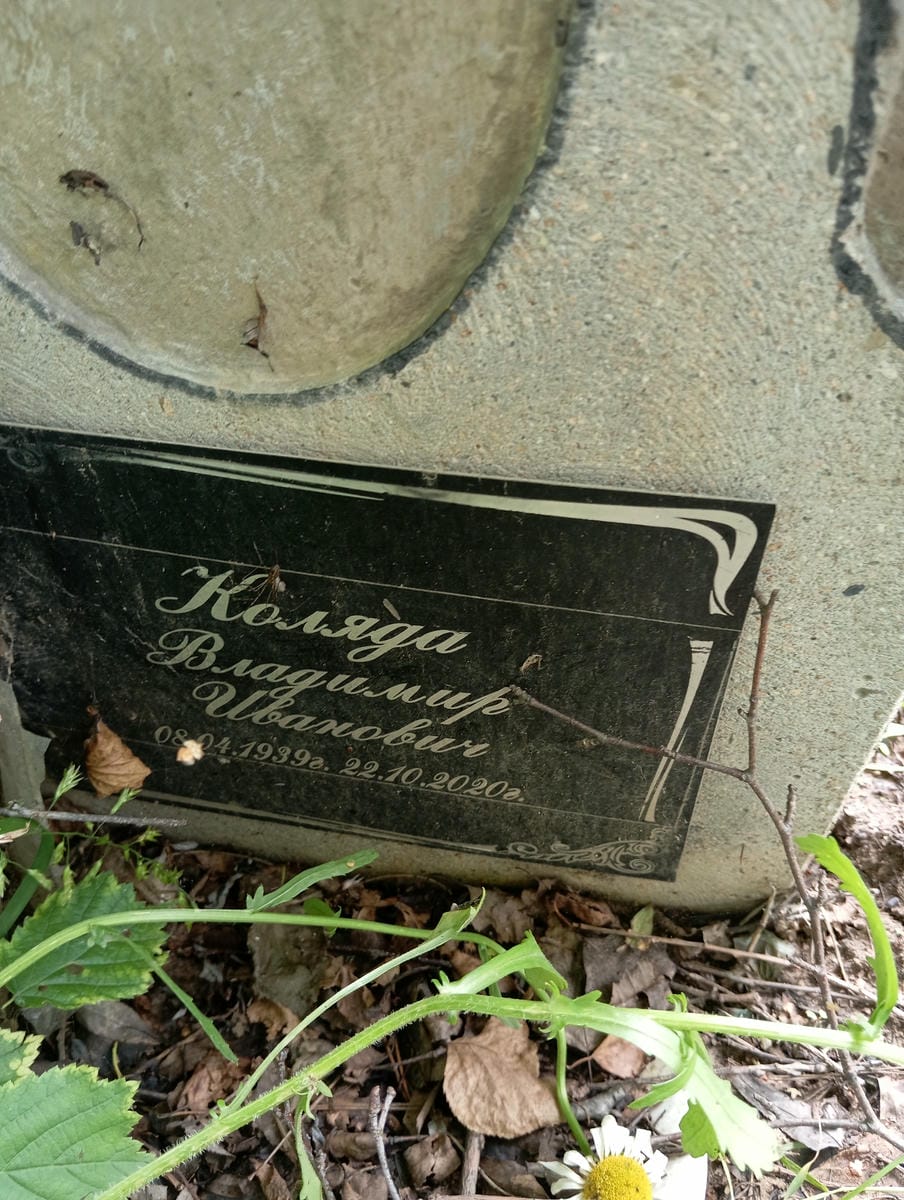 Коляда
Владимир
Иванович
08.04.1939г. 22.10.2020г.